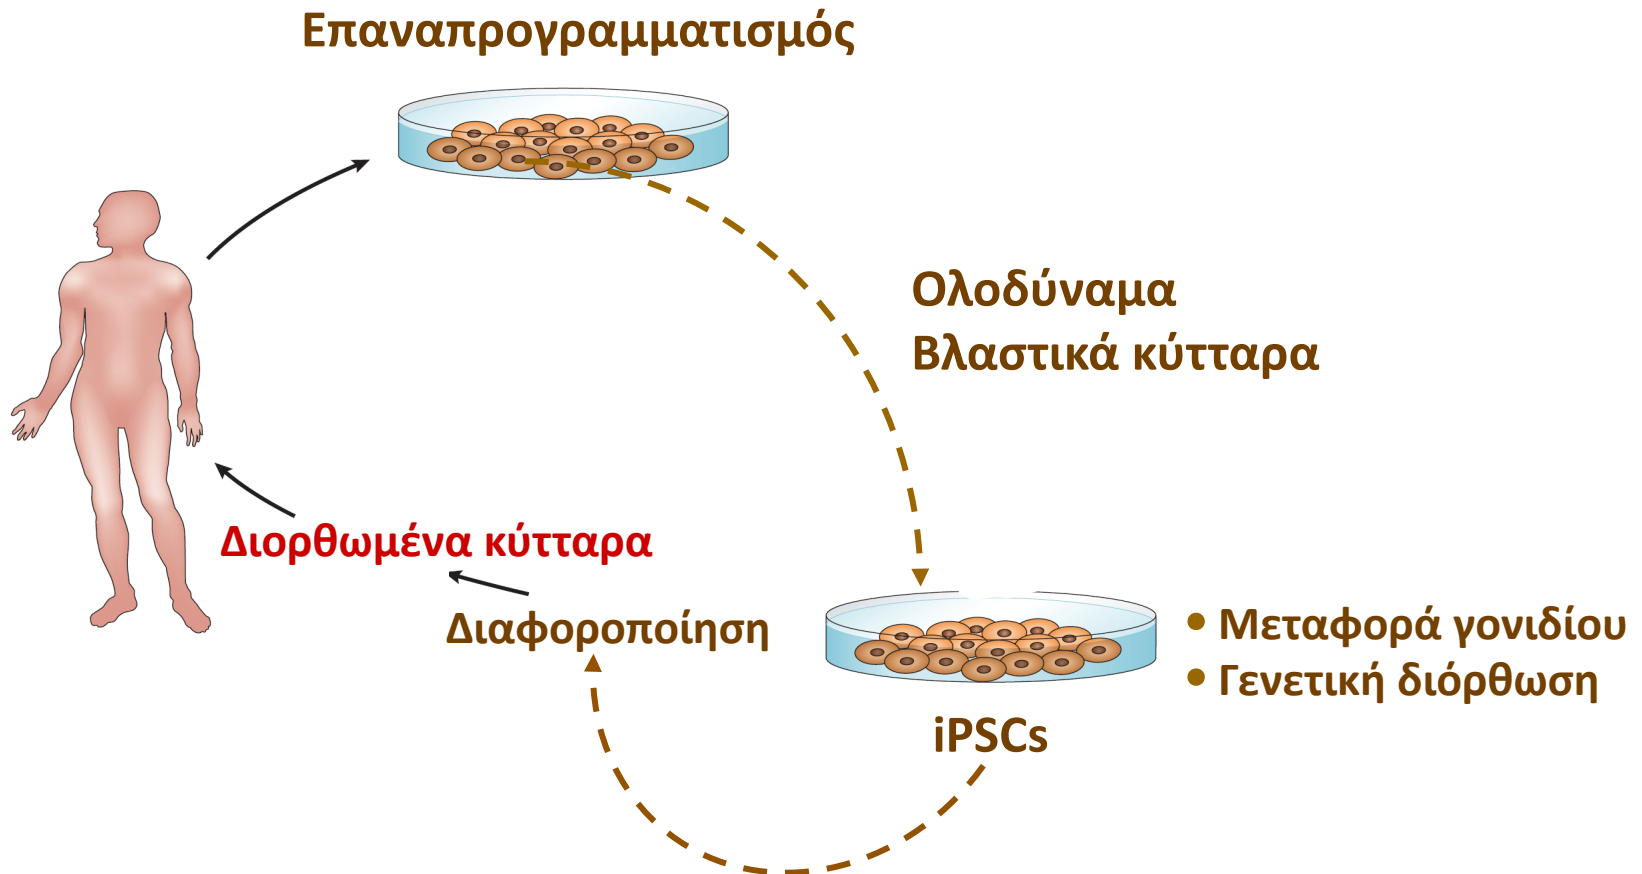 Επαναπρογραμματισμός
Ολοδύναμα
Βλαστικά κύτταρα
Διορθωμένα κύτταρα
Διαφοροποίηση
• Μεταφορά γονιδίου
• Γενετική διόρθωση
iPSCs